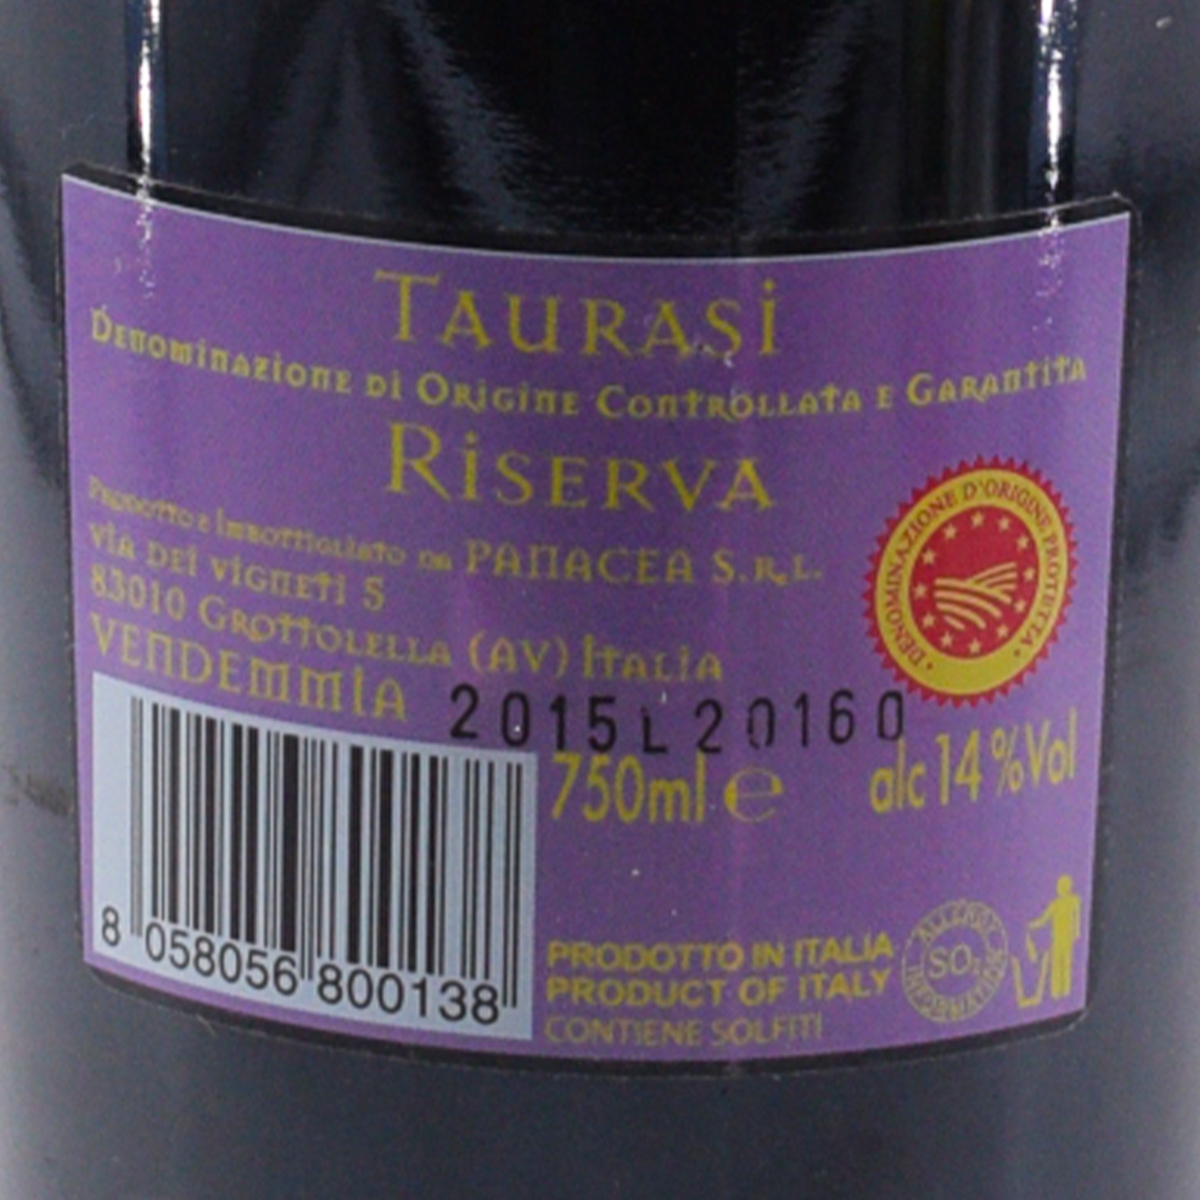 Taurasi
Denominazione di Origine Controllata e Garantita
Riserva
Prodotto e Imbottigliato da PANACEA S.R.L.
via dei vigneti 5
83010 Grottolella (AV) Italia
VENDEMMIA 2015 L 20160
750ml e alc 14 %Vol
DENOMINAZIONE D'ORIGINE PROTETTA
8 058056 800138
PRODOTTO IN ITALIA
PRODUCT OF ITALY
CONTIENE SOLFITI
ALLERGY
SO₂
INFORMATION